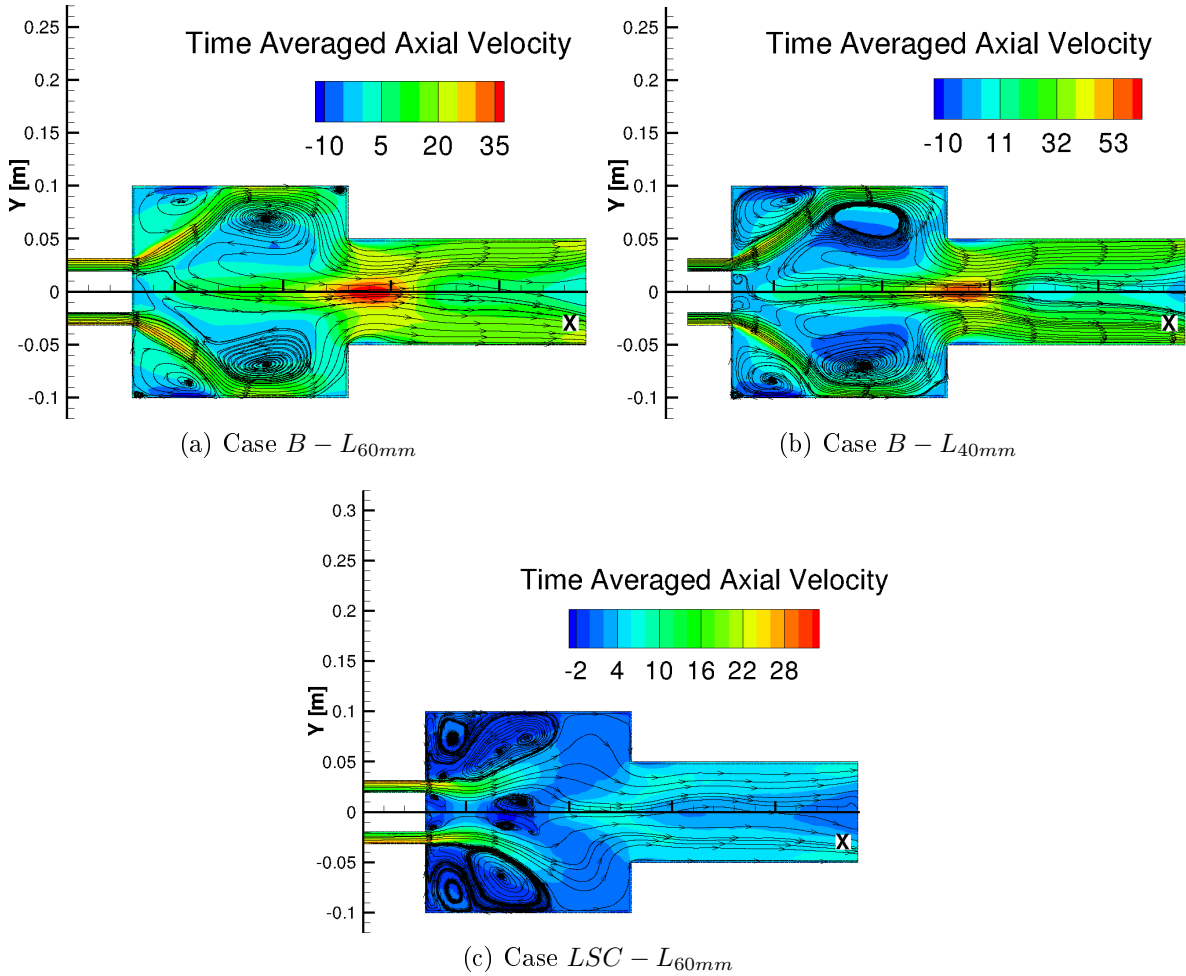 Time Averaged Axial Velocity
-10 5 20 35
Y [m]
0.25
0.2
0.15
0.1
0.05
0
-0.05
-0.1
X
(a) Case B − L60mm
Time Averaged Axial Velocity
-10 11 32 53
Y [m]
0.25
0.2
0.15
0.1
0.05
0
-0.05
-0.1
X
(b) Case B − L40mm
Time Averaged Axial Velocity
-2 4 10 16 22 28
Y [m]
0.3
0.2
0.1
0.05
0
-0.05
-0.1
X
(c) Case LSC − L60mm